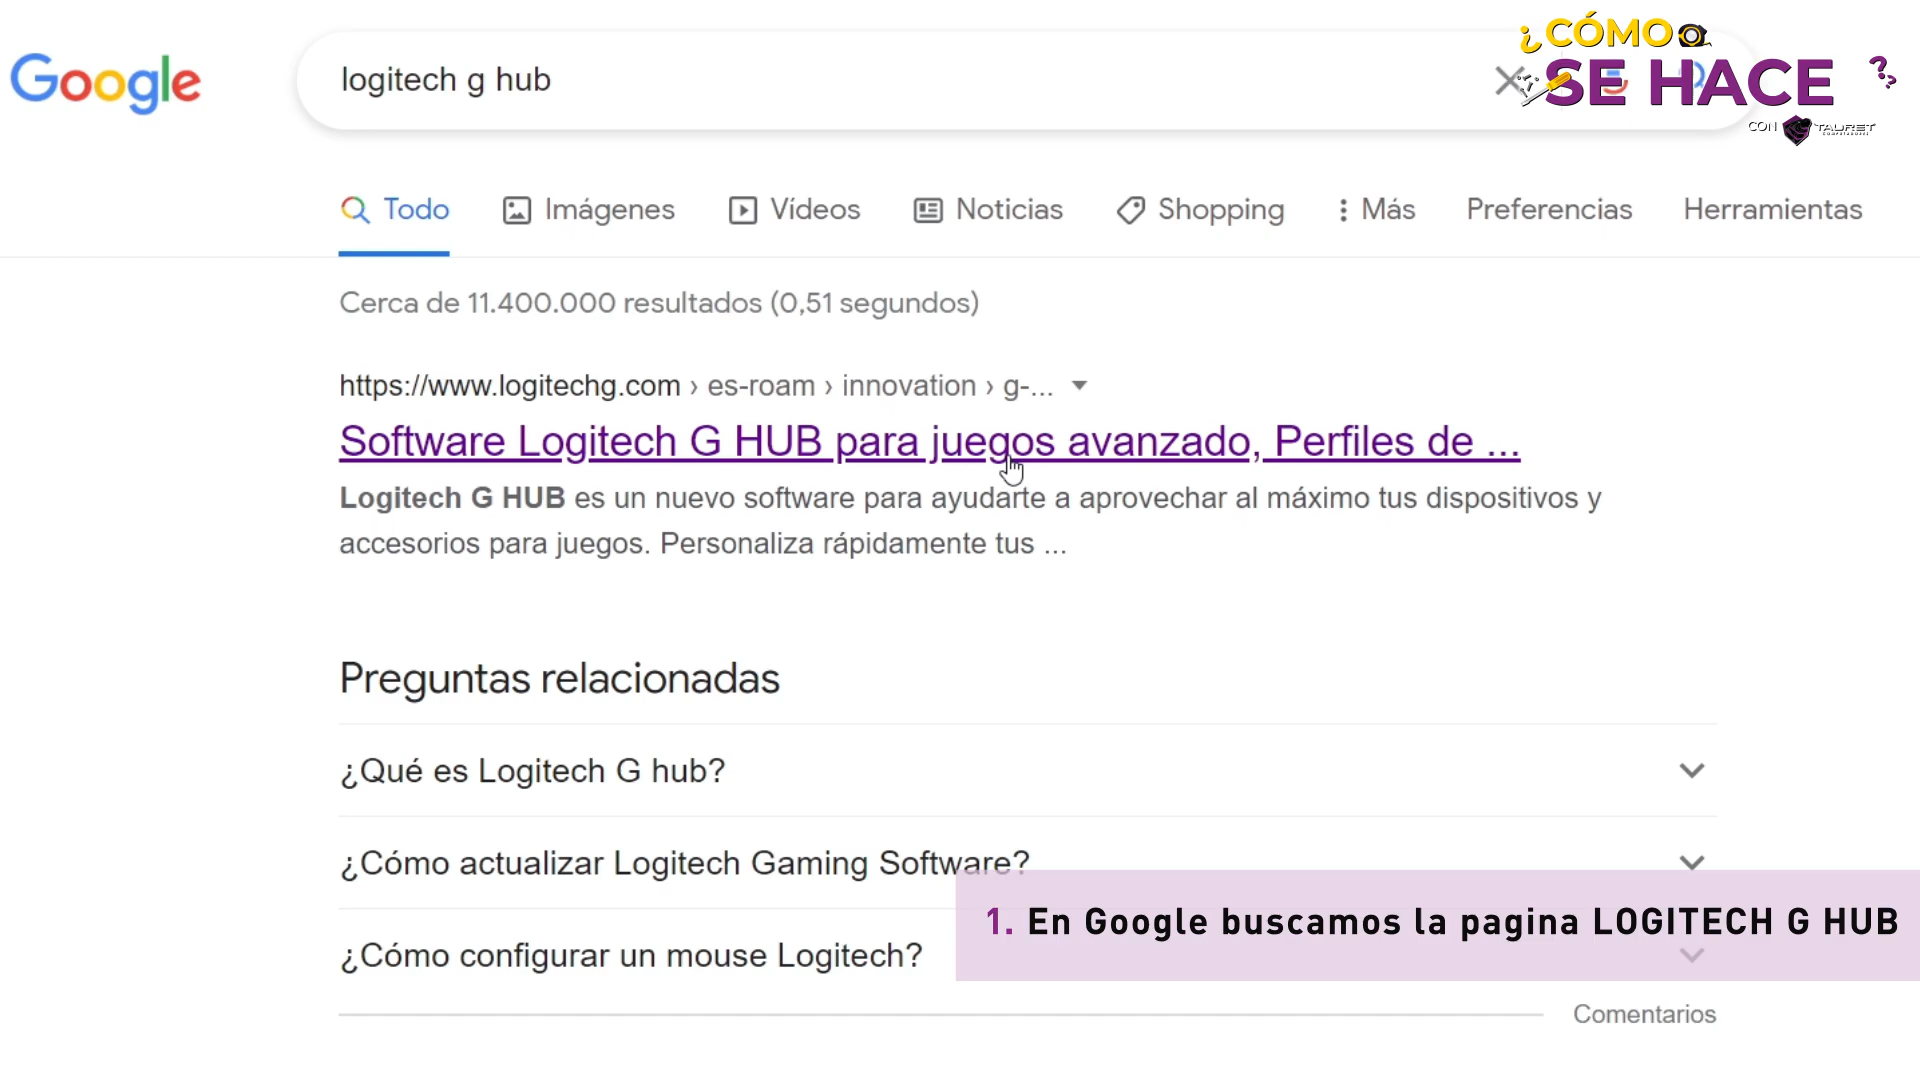 ¿CÓMO
SE HACE ?
CON TAURET
COMPUTADORES
Google
logitech g hub
Todo
Imágenes
Vídeos
Noticias
Shopping
Más
Preferencias
Herramientas
Cerca de 11.400.000 resultados (0,51 segundos)
https://www.logitechg.com › es-roam › innovation › g-...
Software Logitech G HUB para juegos avanzado, Perfiles de ...
Logitech G HUB es un nuevo software para ayudarte a aprovechar al máximo tus dispositivos y
accesorios para juegos. Personaliza rápidamente tus ...
Preguntas relacionadas
¿Qué es Logitech G hub?
¿Cómo actualizar Logitech Gaming Software?
¿Cómo configurar un mouse Logitech?
1. En Google buscamos la pagina LOGITECH G HUB
Comentarios